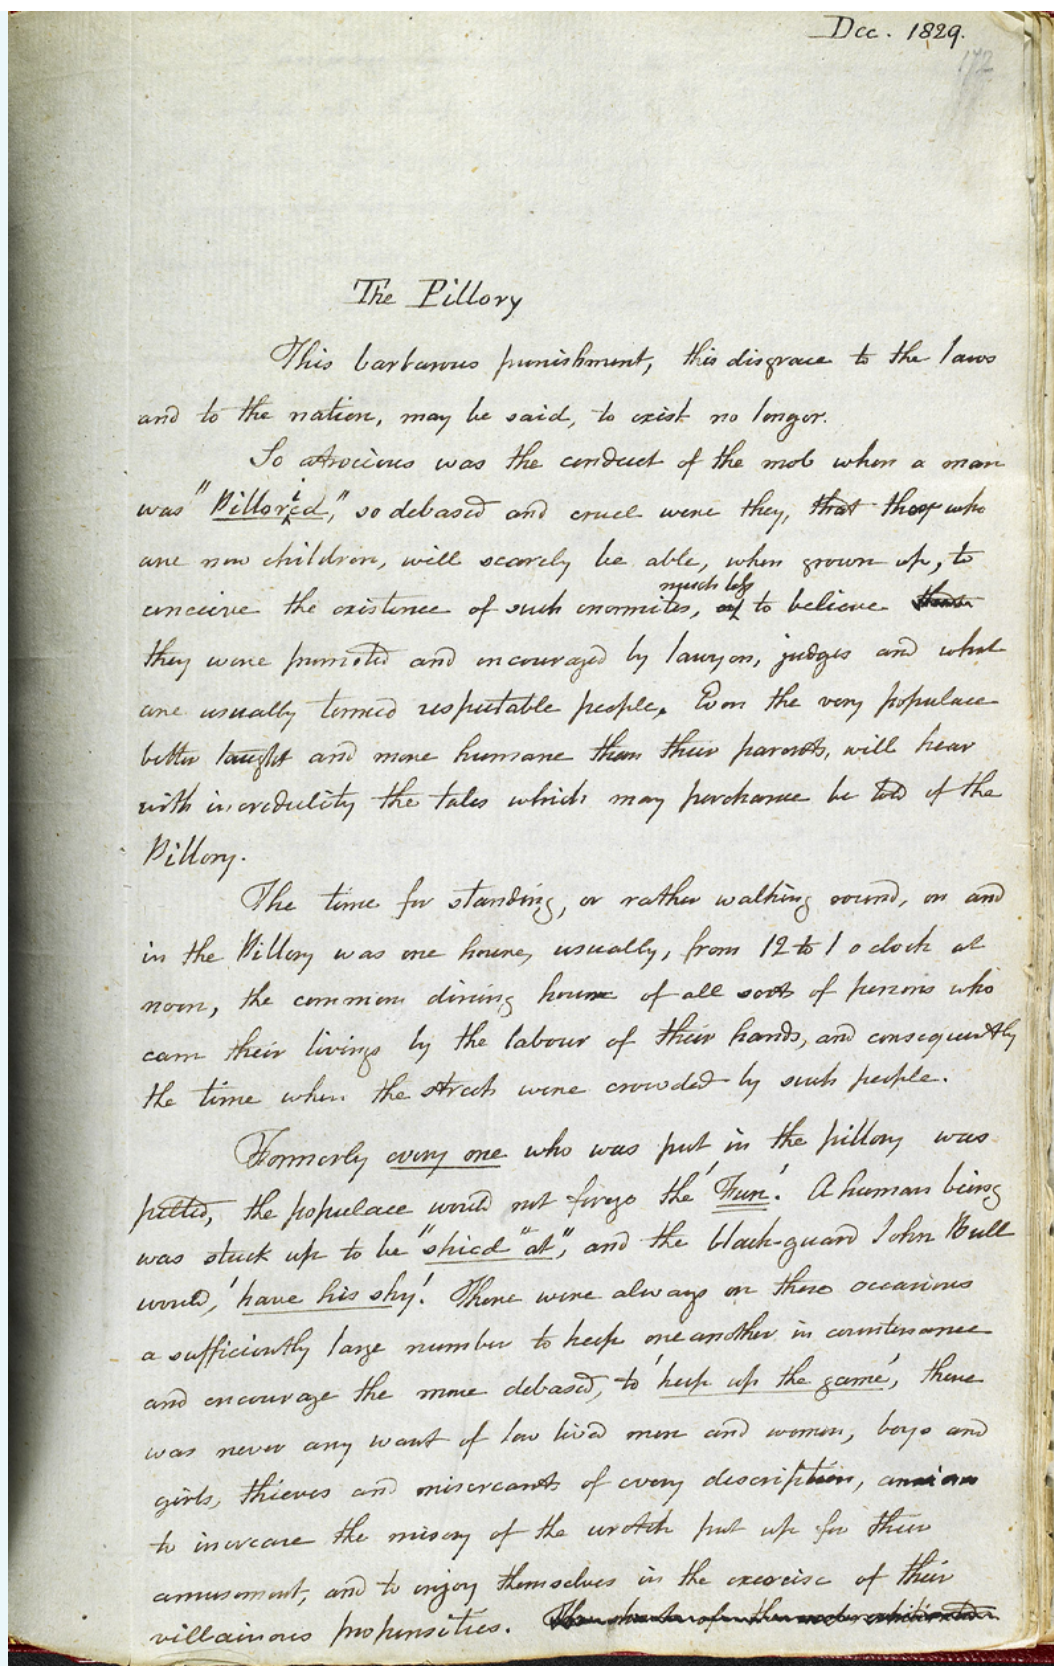 Dec. 1829.
172
The Pillory
This barbarous punishment, this disgrace to the laws
and to the nation, may be said, to exist no longer.
So atrocious was the conduct of the mob when a man
was "Pilloried," so debased and cruel were they, that they who
are now children, will scarcely be able, when grown up, to
much less
concieve the existence of such enormites, to believe
they were promoted and encouraged by lawyers, judges and what
are usually termed respectable people. Even the very populace
better taught and more humane than their parents, will hear
with incredulity the tales which may perchance be told of the
Pillory.
The time for standing, or rather walking round, on and
in the Pillory was one houre, usually, from 12 to 1 o clock at
noon, the common dining houre of all sorts of persons who
earn their livings by the labour of their hands, and consequently
the time when the streets were crowded by such people.
Formerly every one who was put in the pillory was
pelted, the populace would not forego the 'Fun'. A human being
was stuck up to be "shied "at", and the black-guard John Bull
would, 'have his shy'. There were always on these occasions
a sufficiently large number to keep one another in countenance
and encourage the more debased, to 'keep up the game', there
was never any want of low lived men and women, boys and
girls, thieves and miscreants of every description, anxious
to increase the misery of the wretch put up for their
amusement, and to enjoy themselves in the exercise of their
villainous propensities.